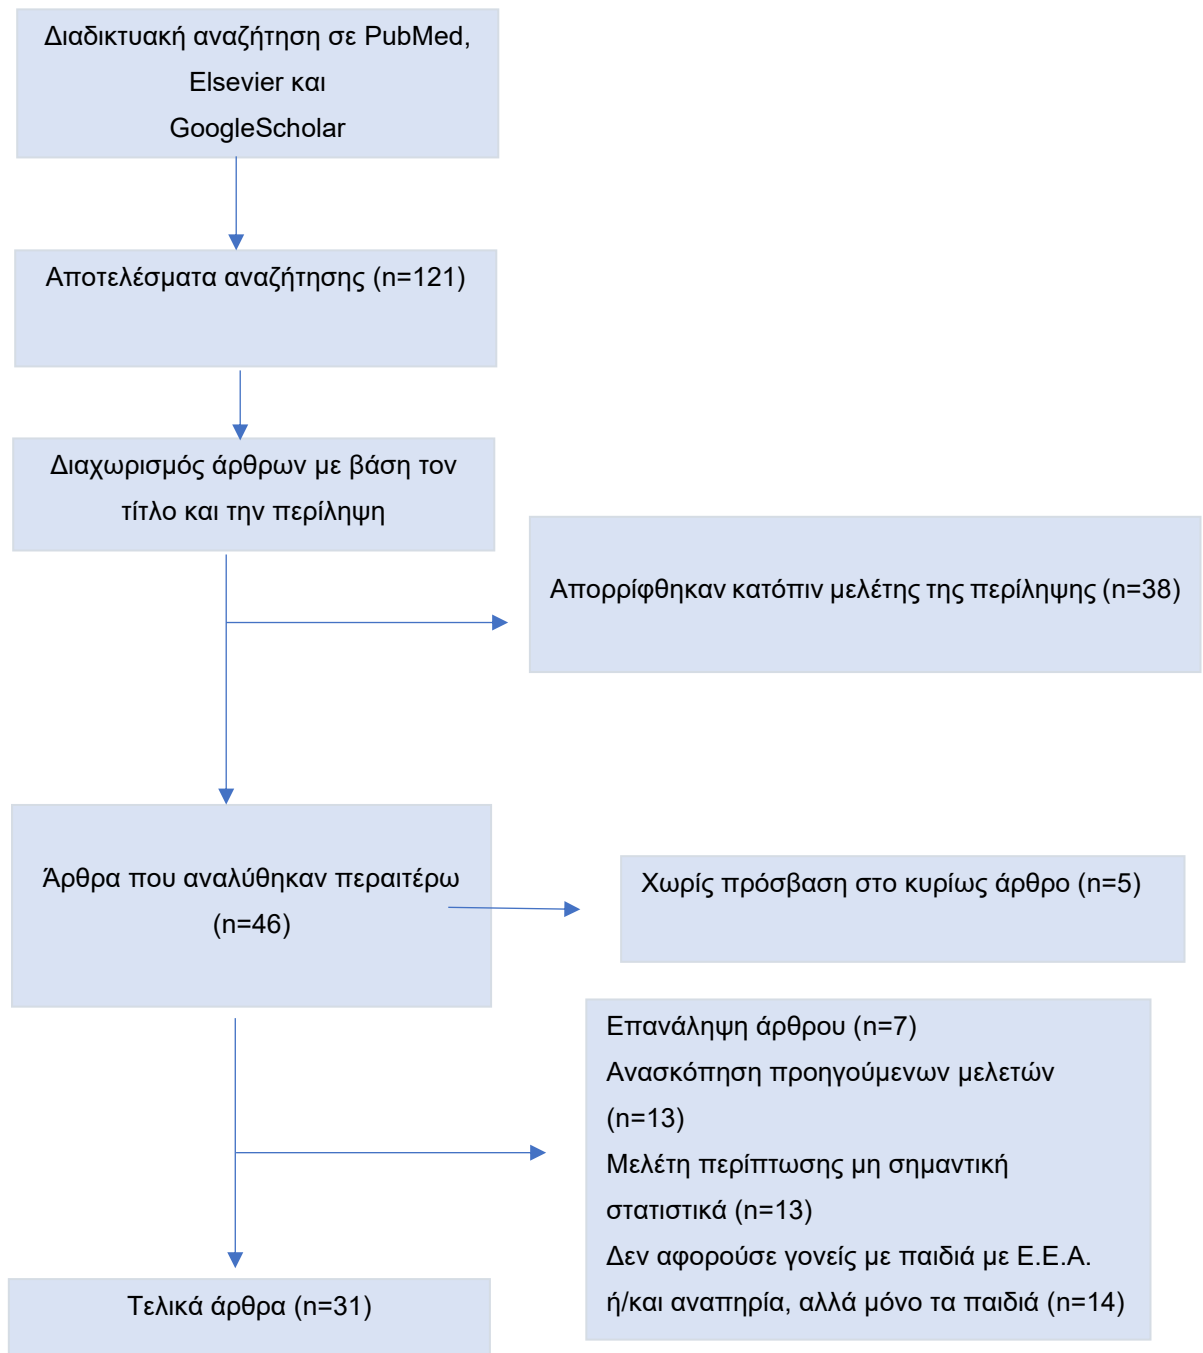 Διαδικτυακή αναζήτηση σε PubMed,
Elsevier και
GoogleScholar
Αποτελέσματα αναζήτησης (n=121)
Διαχωρισμός άρθρων με βάση τον
τίτλο και την περίληψη
Απορρίφθηκαν κατόπιν μελέτης της περίληψης (n=38)
Άρθρα που αναλύθηκαν περαιτέρω
(n=46)
Χωρίς πρόσβαση στο κυρίως άρθρο (n=5)
Επανάληψη άρθρου (n=7)
Ανασκόπηση προηγούμενων μελετών
(n=13)
Μελέτη περίπτωσης μη σημαντική
στατιστικά (n=13)
Δεν αφορούσε γονείς με παιδιά με Ε.Ε.Α.
ή/και αναπηρία, αλλά μόνο τα παιδιά (n=14)
Τελικά άρθρα (n=31)